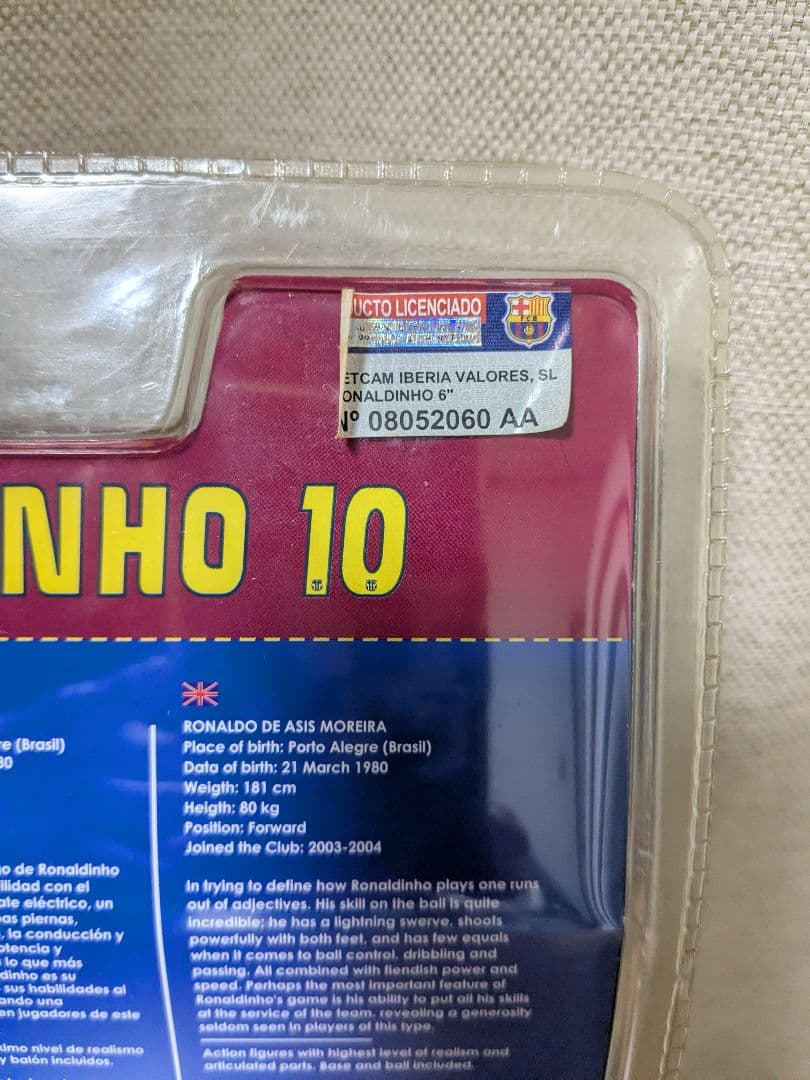 UCTO LICENCIADO
FCB
ETCAM IBERIA VALORES, SL
ONALDINHO 6"
Nº 08052060 AA
NHO 10
re (Brasil)
80
go de Ronaldinho
ilidad con el
ate eléctrico, un
as piernas,
, la conducción y
otencia y
lo que más
dinho es su
sus habilidades al
ando una
en jugadores de este
ximo nivel de realismo
y balón incluidos.
RONALDO DE ASIS MOREIRA
Place of birth: Porto Alegre (Brasil)
Data of birth: 21 March 1980
Weigth: 181 cm
Heigth: 80 kg
Position: Forward
Joined the Club: 2003-2004
In trying to define how Ronaldinho plays one runs
out of adjectives. His skill on the ball is quite
incredible; he has a lightning swerve, shoots
powerfully with both feet, and has few equals
when it comes to ball control, dribbling and
passing. All combined with fiendish power and
speed. Perhaps the most important feature of
Ronaldinho's game is his ability to put all his skills
at the service of the team, revealing a generosity
seldom seen in players of this type.
Action figures with highest level of realism and
articulated parts. Base and ball included.